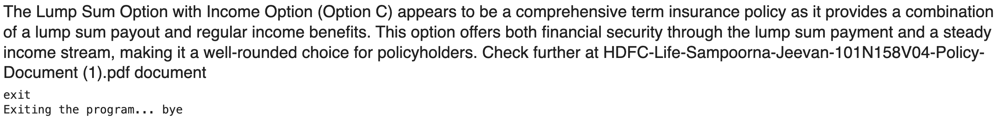 The Lump Sum Option with Income Option (Option C) appears to be a comprehensive term insurance policy as it provides a combination
of a lump sum payout and regular income benefits. This option offers both financial security through the lump sum payment and a steady
income stream, making it a well-rounded choice for policyholders. Check further at HDFC-Life-Sampoorna-Jeevan-101N158V04-Policy-
Document (1).pdf document
exit
Exiting the program... bye